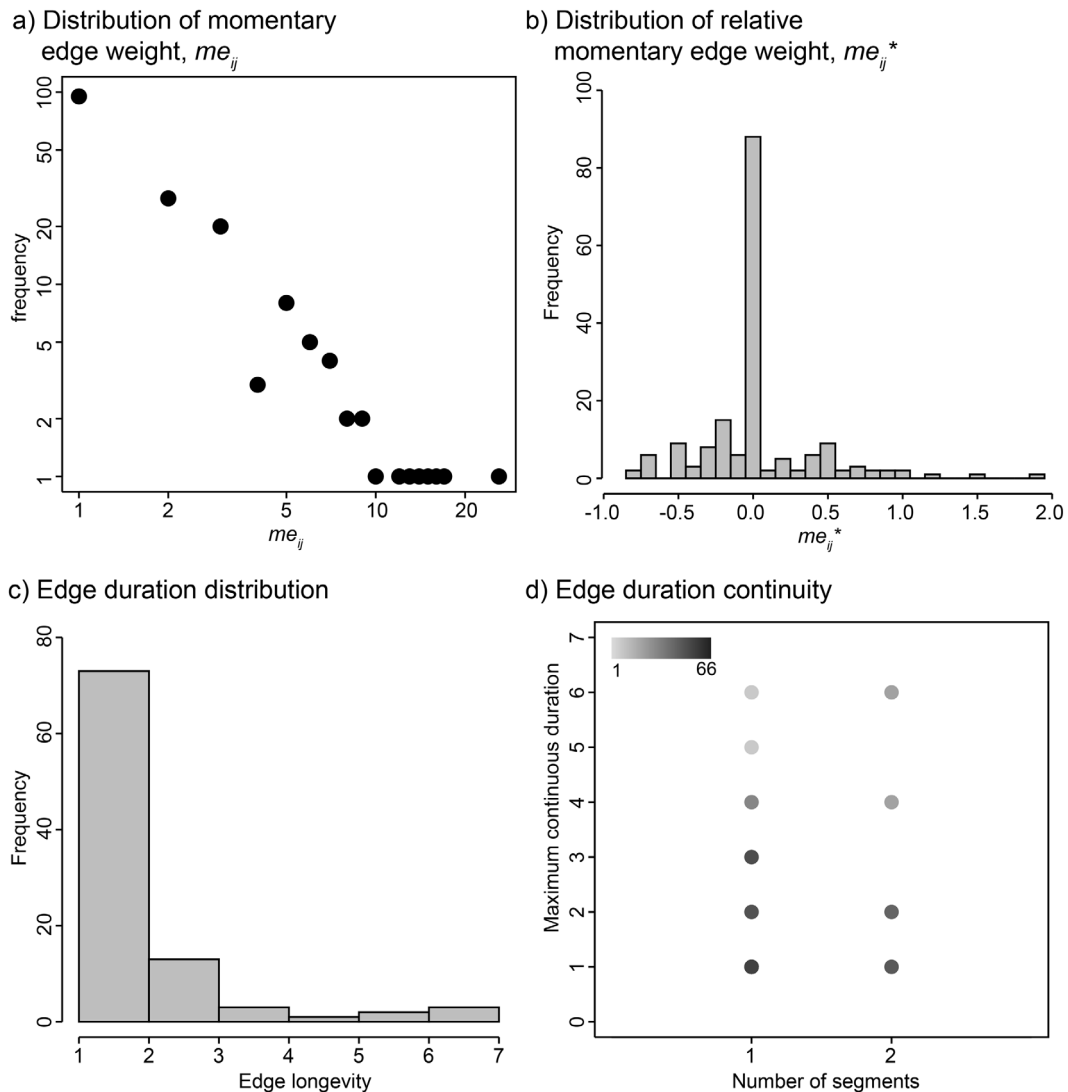 a) Distribution of momentary
edge weight, me_ij
frequency
100
50
20
10
5
2
1
1 2 5 10 20
me_ij
b) Distribution of relative
momentary edge weight, me_ij*
Frequency
100
80
60
40
20
0
-1.0 -0.5 0.0 0.5 1.0 1.5 2.0
me_ij*
c) Edge duration distribution
Frequency
80
60
40
20
0
1 2 3 4 5 6 7
Edge longevity
d) Edge duration continuity
Maximum continuous duration
7
6
5
4
3
2
1
0
1 66
1 2
Number of segments